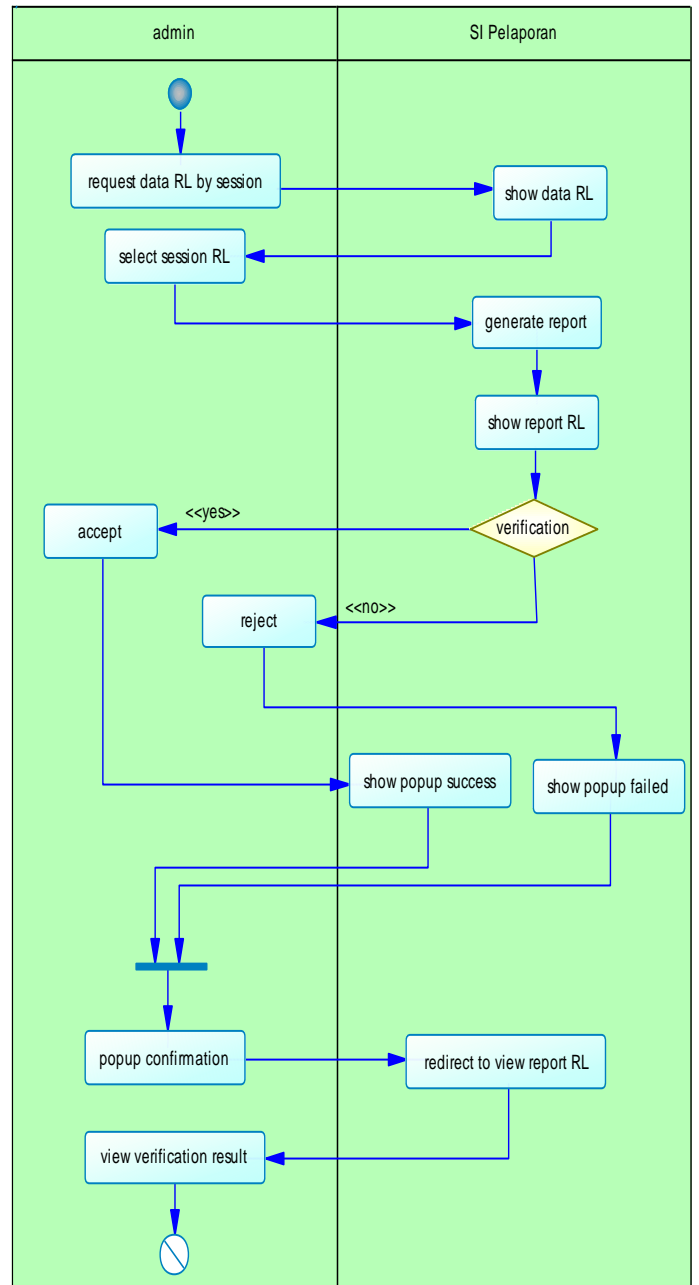 admin
SI Pelaporan
request data RL by session
show data RL
select session RL
generate report
show report RL
verification
<<yes>>
accept
<<no>>
reject
show popup success
show popup failed
popup confirmation
redirect to view report RL
view verification result